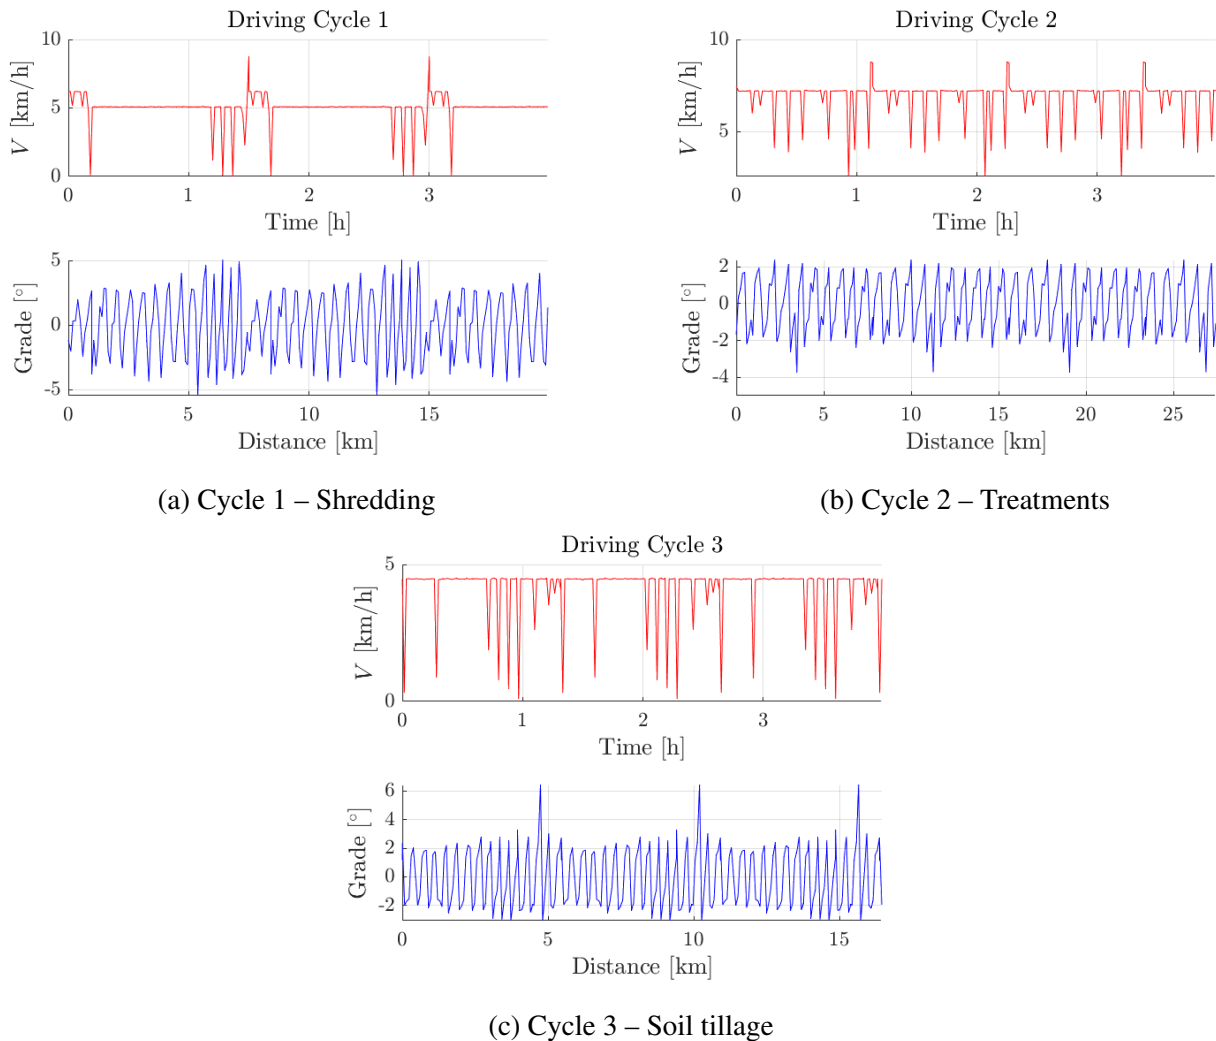 Driving Cycle 1
10
5
0
V [km/h]
0 1 2 3
Time [h]
5
0
-5
Grade [°]
0 5 10 15
Distance [km]
(a) Cycle 1 – Shredding
Driving Cycle 2
10
5
V [km/h]
0 1 2 3
Time [h]
2
0
-2
-4
Grade [°]
0 5 10 15 20 25
Distance [km]
(b) Cycle 2 – Treatments
Driving Cycle 3
5
0
V [km/h]
0 1 2 3
Time [h]
6
4
2
0
-2
Grade [°]
0 5 10 15
Distance [km]
(c) Cycle 3 – Soil tillage